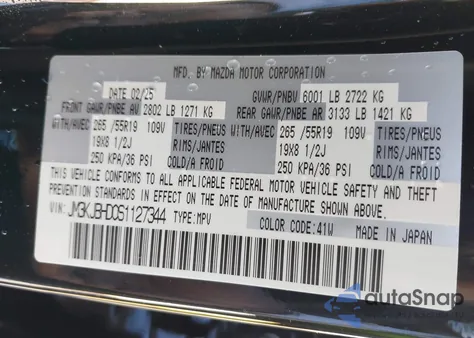 MFD. BY MAZDA MOTOR CORPORATION
DATE 02/25 GVWR/PNBV 6001 LB 2722 KG
FRONT GAWR/PNBE AV 2802 LB 1271 KG REAR GAWR/PNBE AR 3133 LB 1421 KG
WITH/AVEC 265 /55R19 109V TIRES/PNEUS WITH/AVEC 265 /55R19 109V TIRES/PNEUS
19X8 1/2J RIMS/JANTES 19X8 1/2J RIMS/JANTES
250 KPA/36 PSI COLD/A FROID 250 KPA/36 PSI COLD/A FROID
THIS VEHICLE CONFORMS TO ALL APPLICABLE FEDERAL MOTOR VEHICLE SAFETY AND THEFT
PREVENTION STANDARDS IN EFFECT ON THE DATE OF MANUFACTURE SHOWN ABOVE.
JM3KJBHD0S1127344 TYPE:MPV
COLOR CODE:41W MADE IN JAPAN
autoSnap